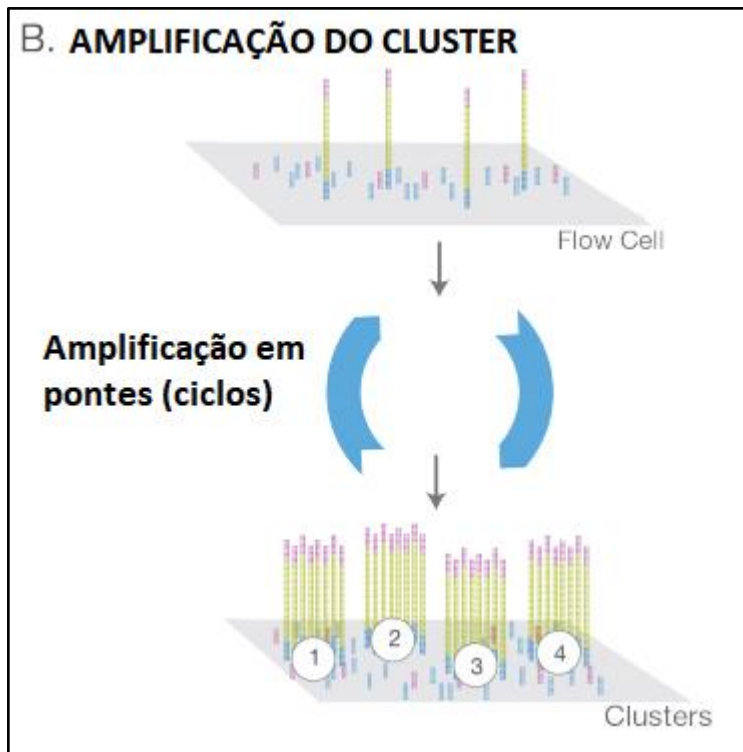 B. AMPLIFICAÇÃO DO CLUSTER
Flow Cell
Amplificação em
pontes (ciclos)
1
2
3
4
Clusters